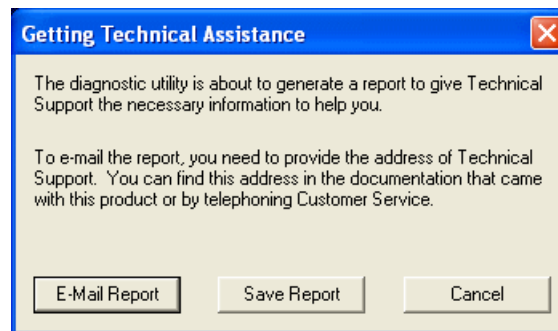 Getting Technical Assistance
The diagnostic utility is about to generate a report to give Technical
Support the necessary information to help you.
To e-mail the report, you need to provide the address of Technical
Support.  You can find this address in the documentation that came
with this product or by telephoning Customer Service.
E-Mail Report
Save Report
Cancel